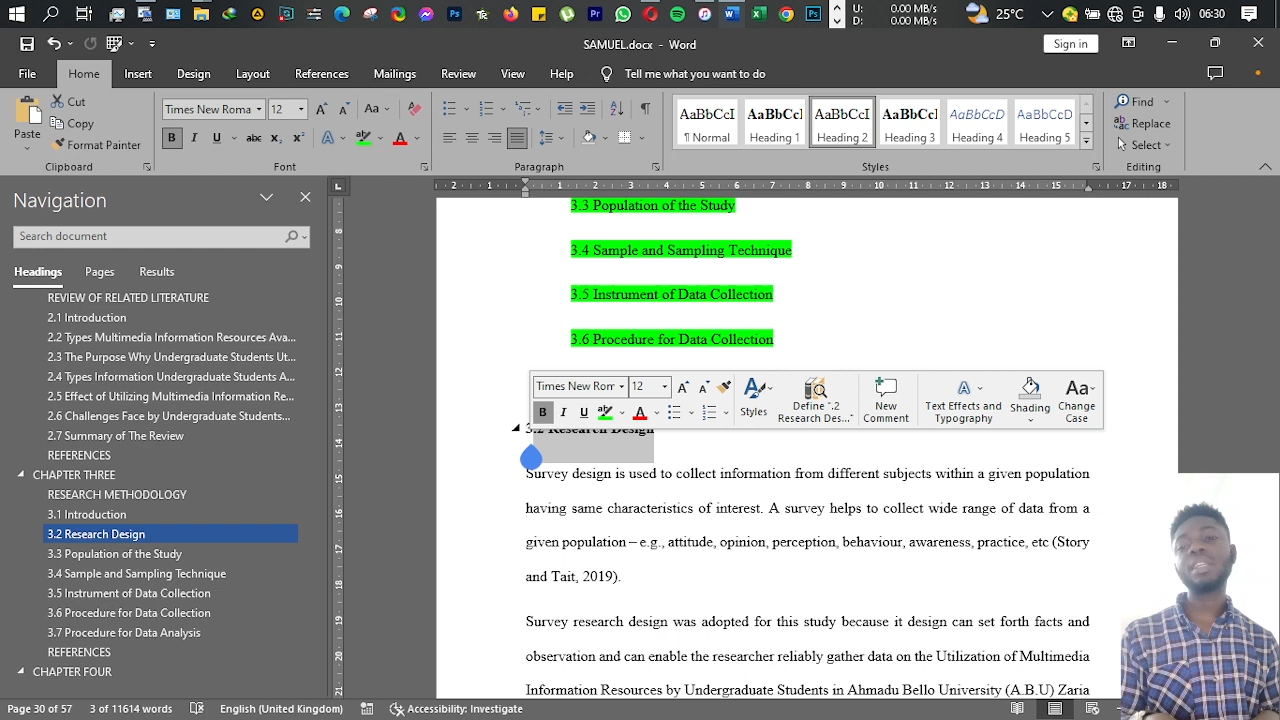 U: 0.00 MB/s
D: 0.00 MB/s
25°C
06:30
SAMUEL.docx - Word
Sign in
File Home Insert Design Layout References Mailings Review View Help Tell me what you want to do
Paste
Cut
Copy
Format Painter
Clipboard
Times New Roma 12
Font
Paragraph
AaBbCcI AaBbCcI AaBbCcI AaBbCcI AaBbCcD AaBbCcD
¶ Normal Heading 1 Heading 2 Heading 3 Heading 4 Heading 5
Styles
Find
Replace
Select
Editing
Navigation
Search document
Headings Pages Results
REVIEW OF RELATED LITERATURE
2.1 Introduction
2.2 Types Multimedia Information Resources Ava...
2.3 The Purpose Why Undergraduate Students Ut...
2.4 Types Information Undergraduate Students A...
2.5 Effect of Utilizing Multimedia Information Re...
2.6 Challenges Face by Undergraduate Students...
2.7 Summary of The Review
REFERENCES
CHAPTER THREE
RESEARCH METHODOLOGY
3.1 Introduction
3.2 Research Design
3.3 Population of the Study
3.4 Sample and Sampling Technique
3.5 Instrument of Data Collection
3.6 Procedure for Data Collection
3.7 Procedure for Data Analysis
REFERENCES
CHAPTER FOUR
3.3 Population of the Study
3.4 Sample and Sampling Technique
3.5 Instrument of Data Collection
3.6 Procedure for Data Collection
Times New Ror 12
Styles
Define ".2 Research Des..."
New Comment
Text Effects and Typography
Shading
Change Case
3.2 Research Design
Survey design is used to collect information from different subjects within a given population
having same characteristics of interest. A survey helps to collect wide range of data from a
given population – e.g., attitude, opinion, perception, behaviour, awareness, practice, etc (Story
and Tait, 2019).
Survey research design was adopted for this study because it design can set forth facts and
observation and can enable the researcher reliably gather data on the Utilization of Multimedia
Information Resources by Undergraduate Students in Ahmadu Bello University (A.B.U) Zaria
Page 30 of 57 3 of 11614 words English (United Kingdom) Accessibility: Investigate